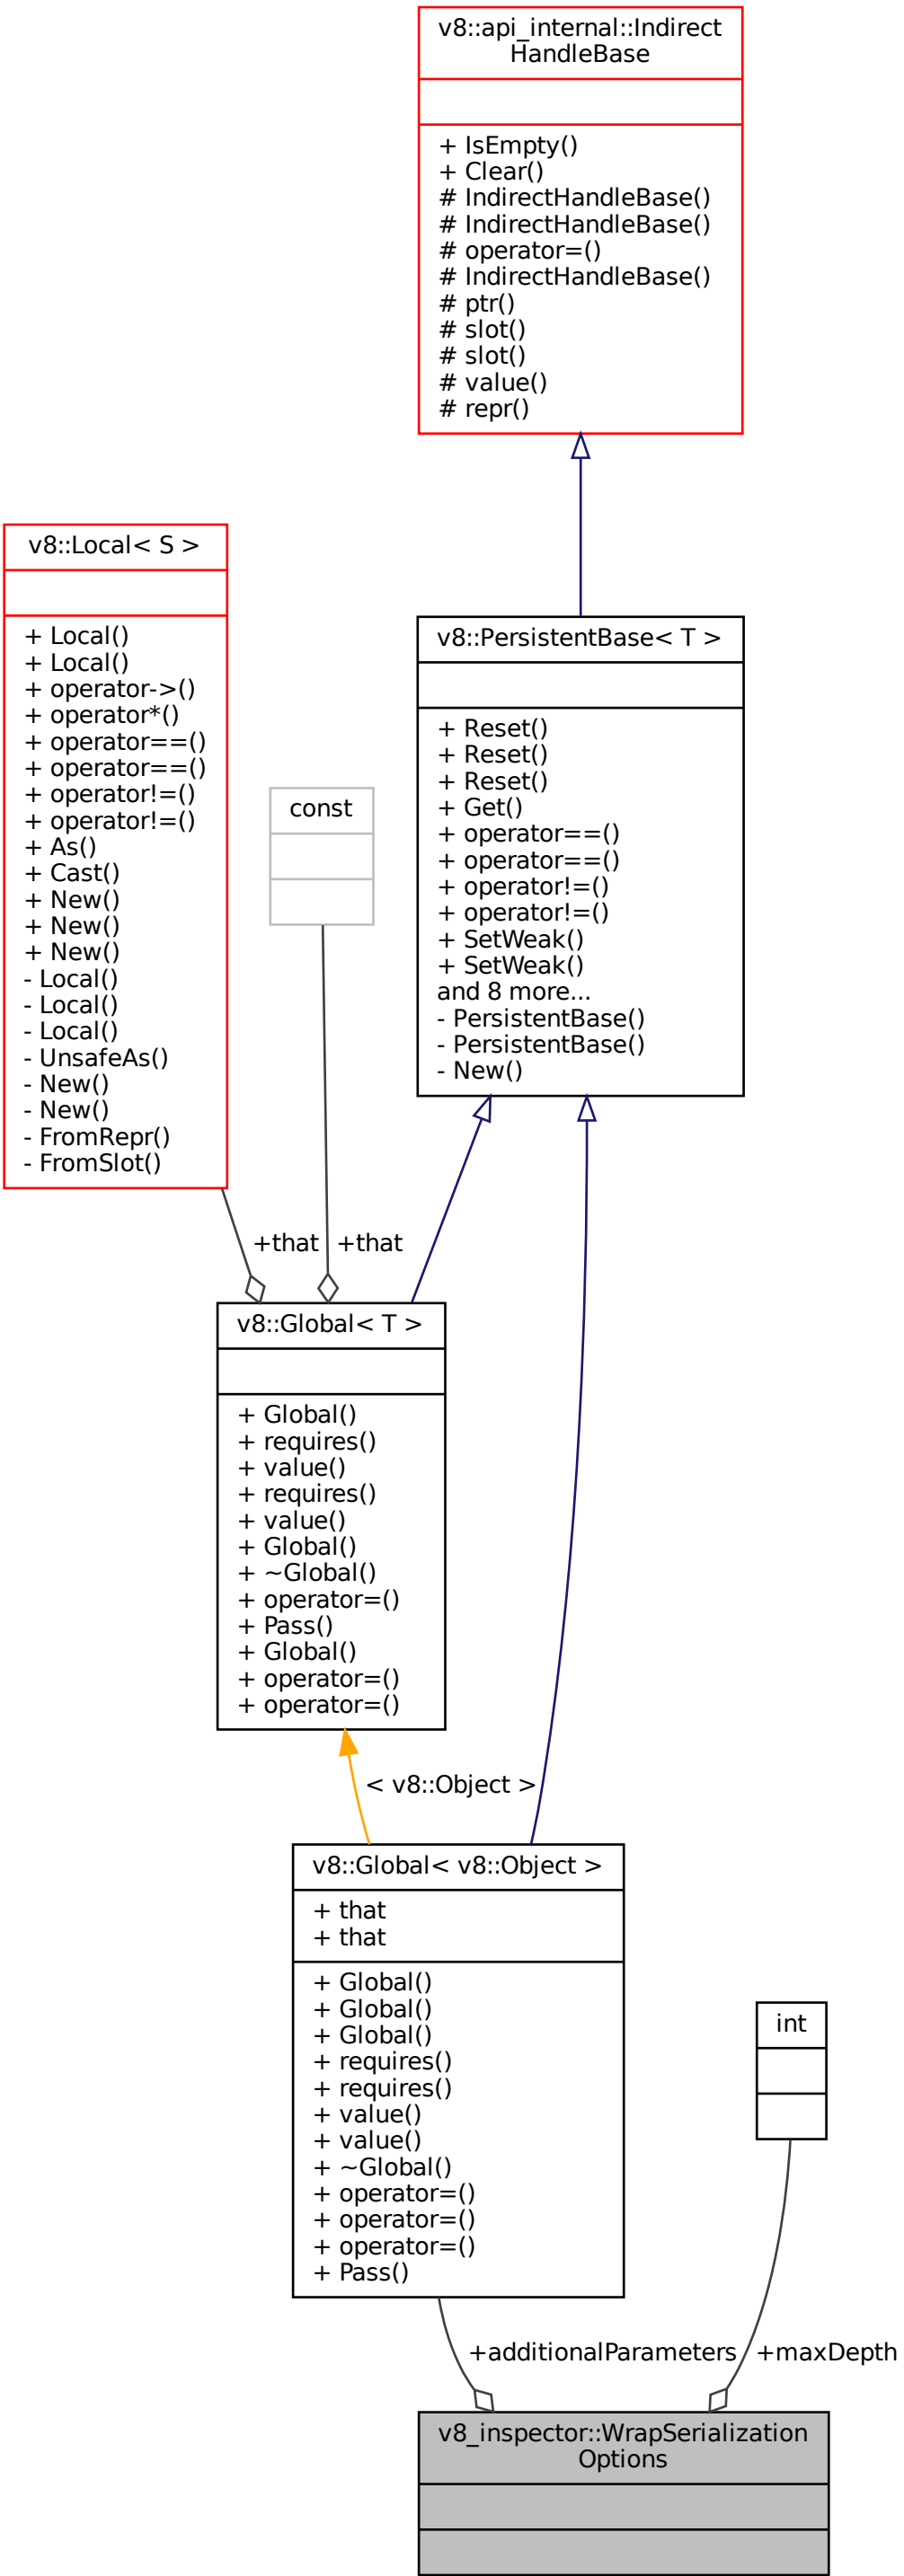 v8::api_internal::Indirect
HandleBase
+ IsEmpty()
+ Clear()
# IndirectHandleBase()
# IndirectHandleBase()
# operator=()
# IndirectHandleBase()
# ptr()
# slot()
# slot()
# value()
# repr()
v8::Local< S >
+ Local()
+ Local()
+ operator->()
+ operator*()
+ operator==()
+ operator==()
+ operator!=()
+ operator!=()
+ As()
+ Cast()
+ New()
+ New()
+ New()
- Local()
- Local()
- Local()
- UnsafeAs()
- New()
- New()
- FromRepr()
- FromSlot()
const
v8::PersistentBase< T >
+ Reset()
+ Reset()
+ Reset()
+ Get()
+ operator==()
+ operator==()
+ operator!=()
+ operator!=()
+ SetWeak()
+ SetWeak()
and 8 more...
- PersistentBase()
- PersistentBase()
- New()
+that
+that
v8::Global< T >
+ Global()
+ requires()
+ value()
+ requires()
+ value()
+ Global()
+ ~Global()
+ operator=()
+ Pass()
+ Global()
+ operator=()
+ operator=()
< v8::Object >
v8::Global< v8::Object >
+ that
+ that
+ Global()
+ Global()
+ Global()
+ requires()
+ requires()
+ value()
+ value()
+ ~Global()
+ operator=()
+ operator=()
+ operator=()
+ Pass()
int
+additionalParameters
+maxDepth
v8_inspector::WrapSerialization
Options